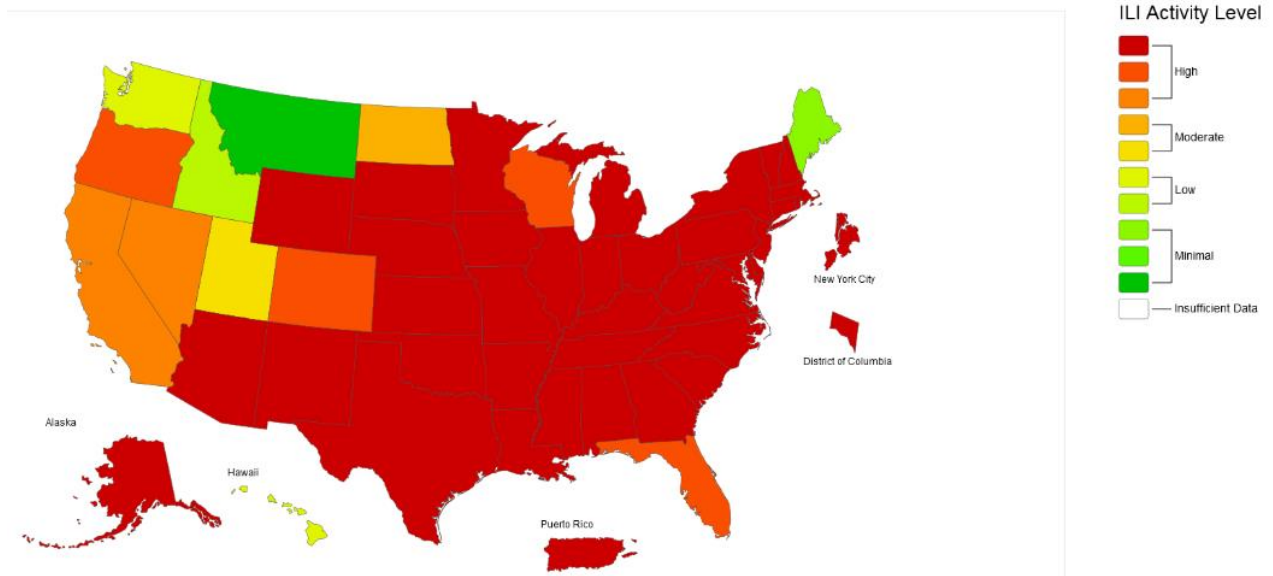 ILI Activity Level
High
Moderate
Low
Minimal
Insufficient Data
New York City
District of Columbia
Alaska
Hawaii
Puerto Rico